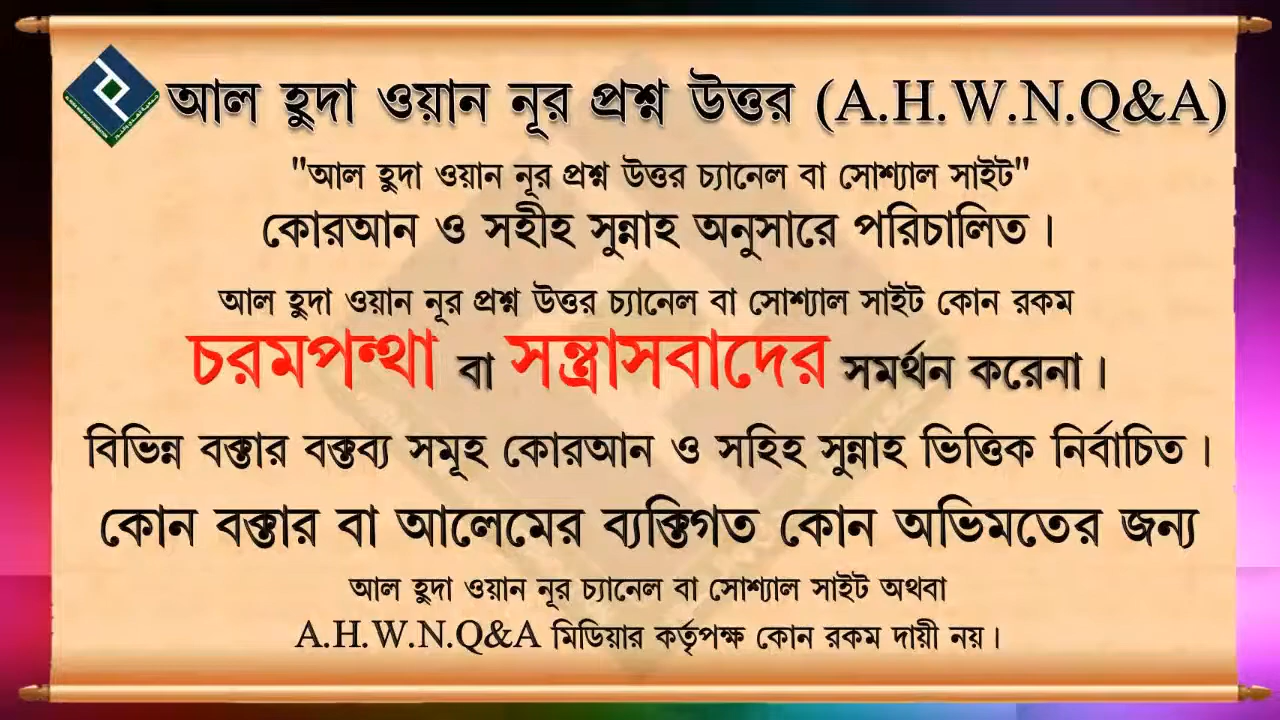 আল হুদা ওয়ান নূর প্রশ্ন উত্তর (A.H.W.N.Q&A)
"আল হুদা ওয়ান নূর প্রশ্ন উত্তর চ্যানেল বা সোশ্যাল সাইট"
কোরআন ও সহীহ সুন্নাহ অনুসারে পরিচালিত।
আল হুদা ওয়ান নূর প্রশ্ন উত্তর চ্যানেল বা সোশ্যাল সাইট কোন রকম
চরমপন্থা বা সন্ত্রাসবাদের সমর্থন করেনা।
বিভিন্ন বক্তার বক্তব্য সমূহ কোরআন ও সহিহ সুন্নাহ ভিত্তিক নির্বাচিত।
কোন বক্তার বা আলেমের ব্যক্তিগত কোন অভিমতের জন্য
আল হুদা ওয়ান নূর চ্যানেল বা সোশ্যাল সাইট অথবা
A.H.W.N.Q&A মিডিয়ার কর্তৃপক্ষ কোন রকম দায়ী নয়।